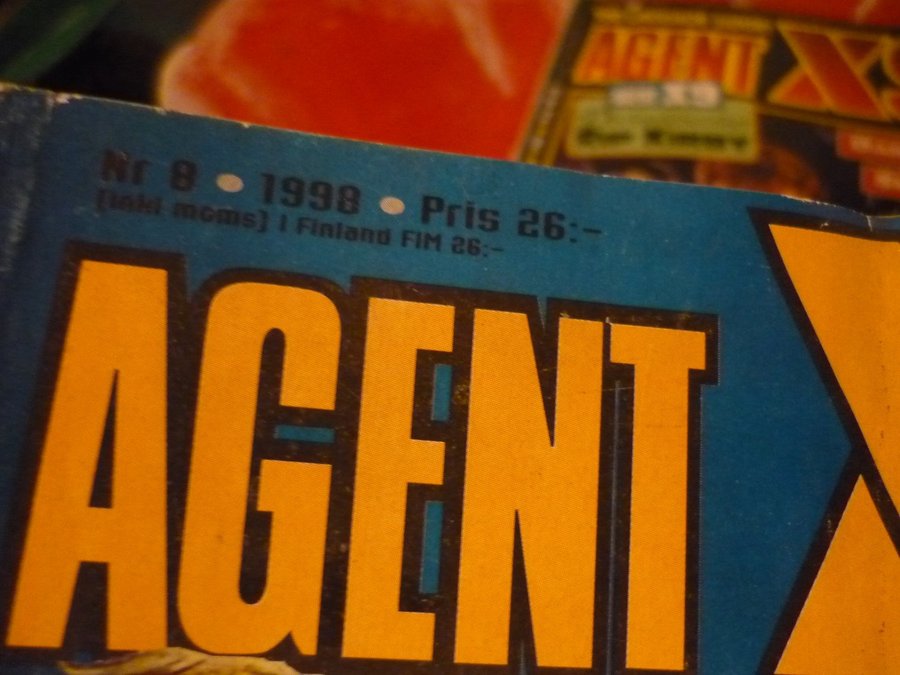 AGENT X9
Nr 8 • 1998 • Pris 26:-
(inkl moms) I Finland FIM 26:-
AGENT X